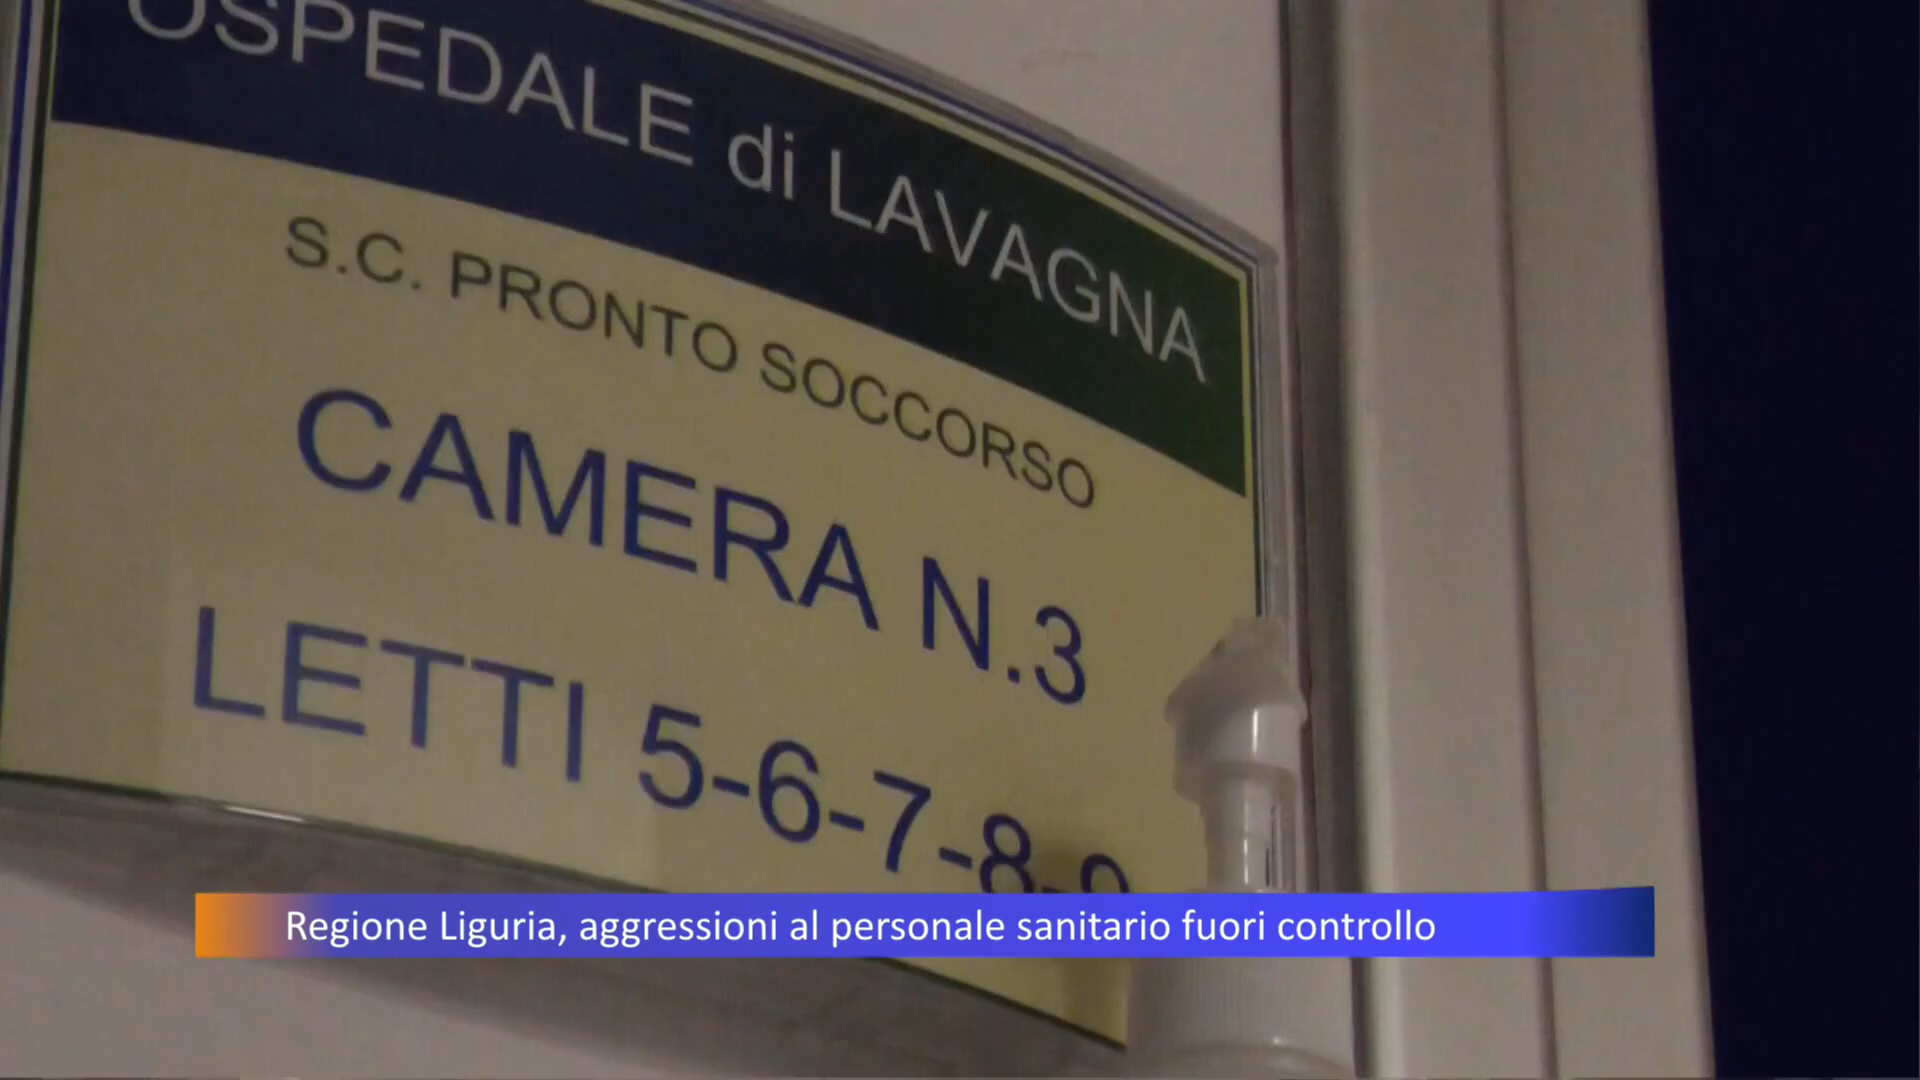 OSPEDALE di LAVAGNA
S.C. PRONTO SOCCORSO
CAMERA N.3
LETTI 5-6-7-8-9
Regione Liguria, aggressioni al personale sanitario fuori controllo